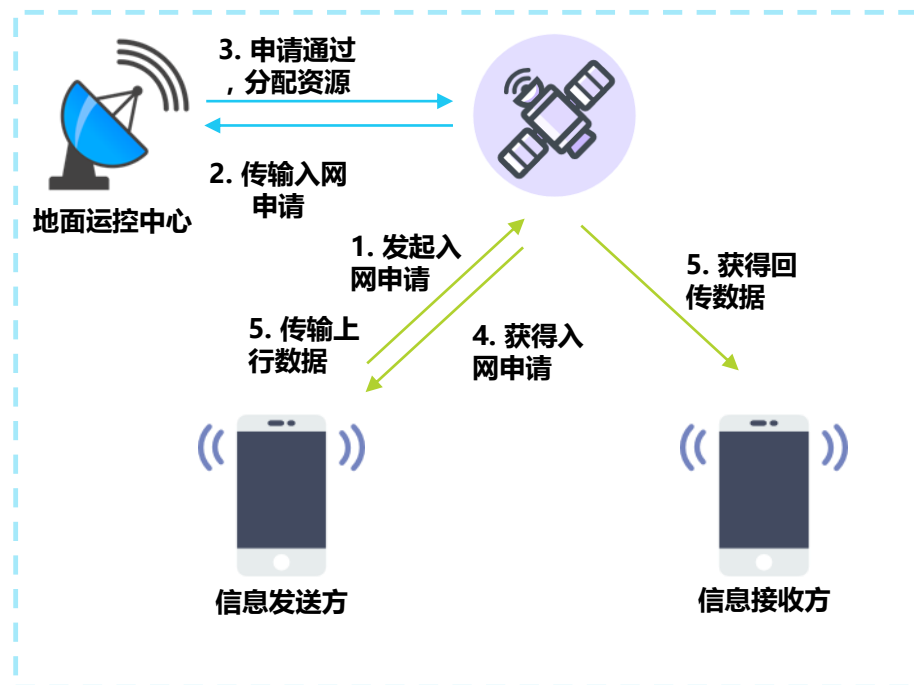 3. 申请通过
，分配资源
2. 传输入网
申请
地面运控中心
1. 发起入
网申请
5. 获得回
传数据
5. 传输上
行数据
4. 获得入
网申请
信息发送方
信息接收方